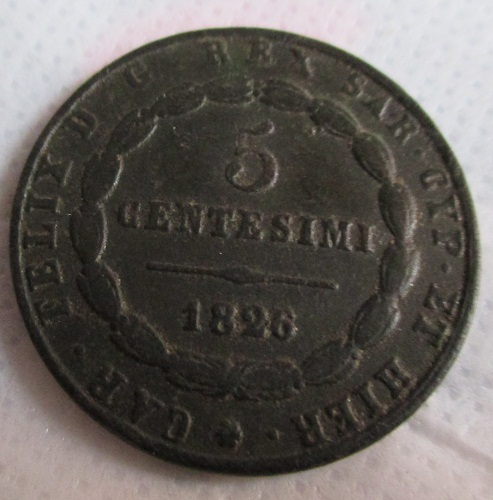 CAR · FELIX D G REX SAR · CYP · ET HIER ·
5
CENTESIMI
1826